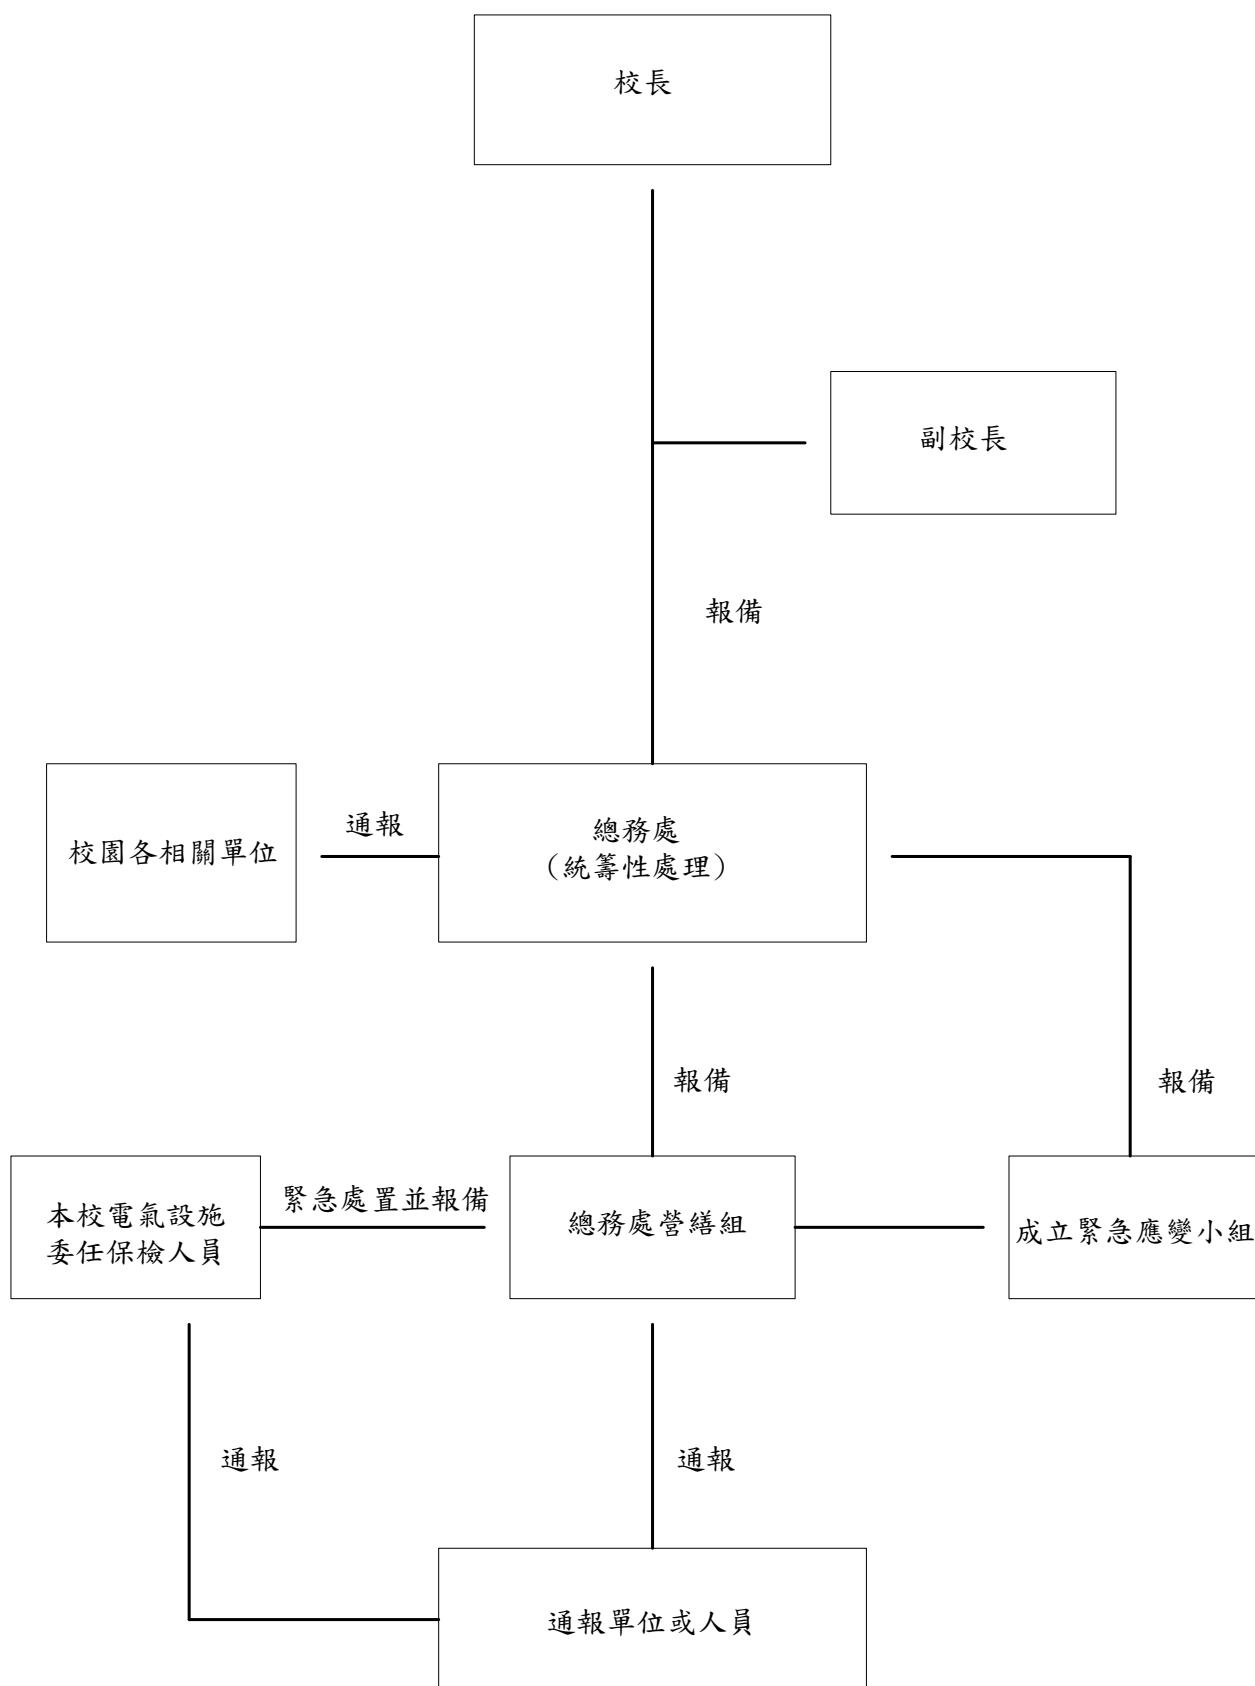 校長
副校長
報備
通報
校園各相關單位
總務處
（統籌性處理）
報備
報備
本校電氣設施
委任保檢人員
緊急處置並報備
總務處營繕組
成立緊急應變小組
通報
通報
通報單位或人員